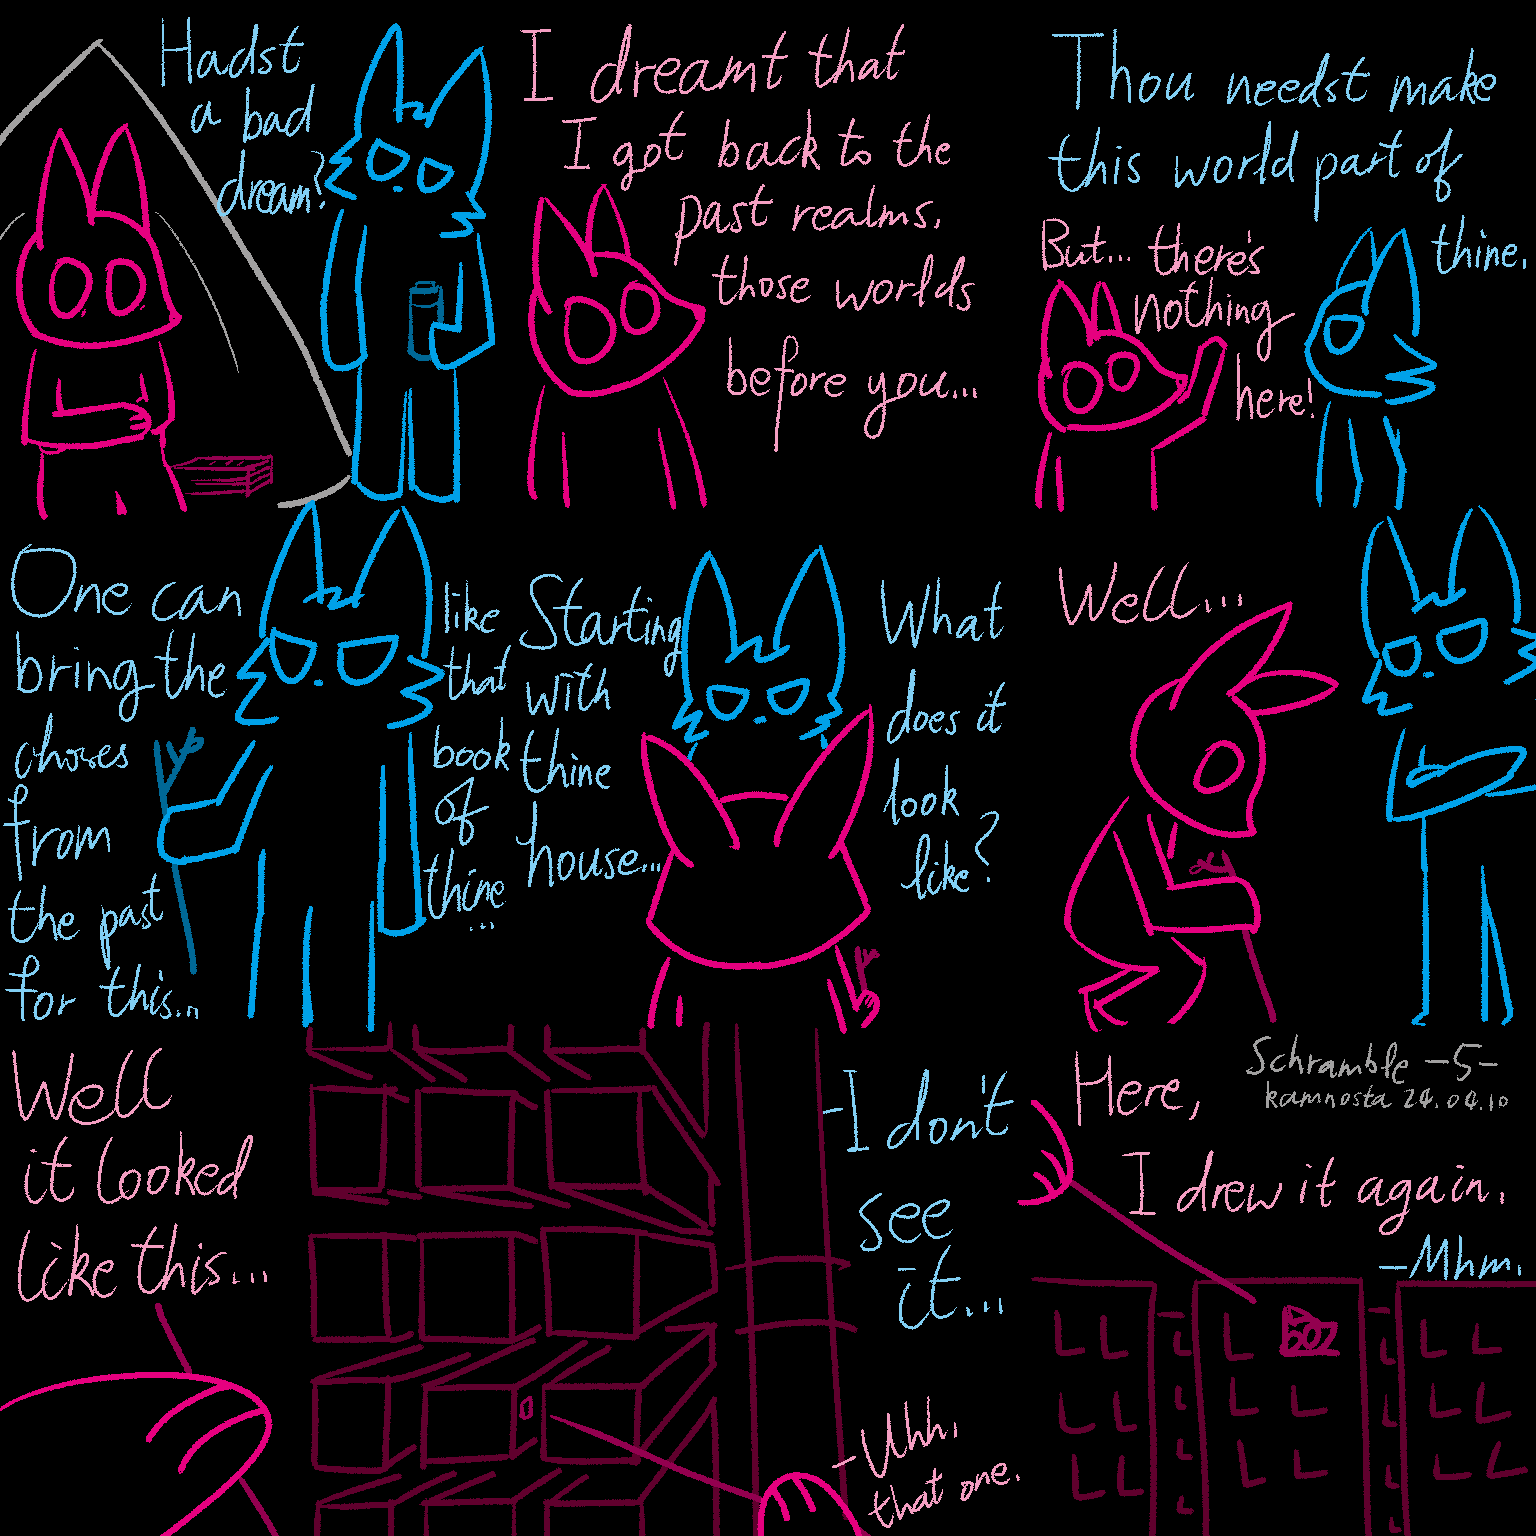 Hadst
a bad
dream?
I dreamt that
I got back to the
past realms,
those worlds
before you...
Thou needst make
this world part of
thine.
But... there's
nothing
here!
One can
bring the
chores
from
the past
for this...
like
that
book
of
thine
...
Starting
with
thine
house...
What
does it
look
like?
Well...
Well
it looked
like this...
-I don't
see
it...
-Uhh,
that one.
Schramble -5-
kamnosta 24.04.10
Here,
I drew it again.
-Mhm.
502